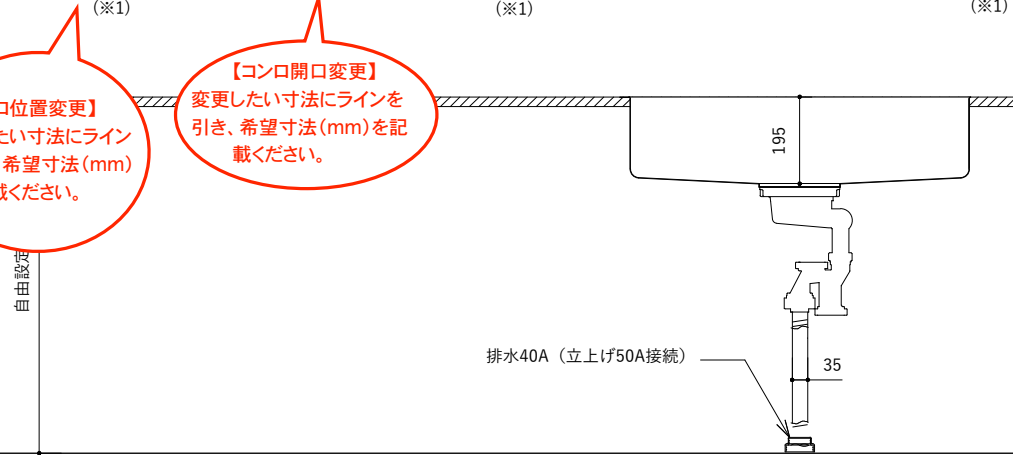 (※1)
(※1)
(※1)
【コンロ開口変更】
変更したい寸法にラインを
引き、希望寸法(mm)を記
載ください。
ロ位置変更】
たい寸法にライン
希望寸法(mm)
載ください。
195
自由設定
排水40A（立上げ50A接続）
35